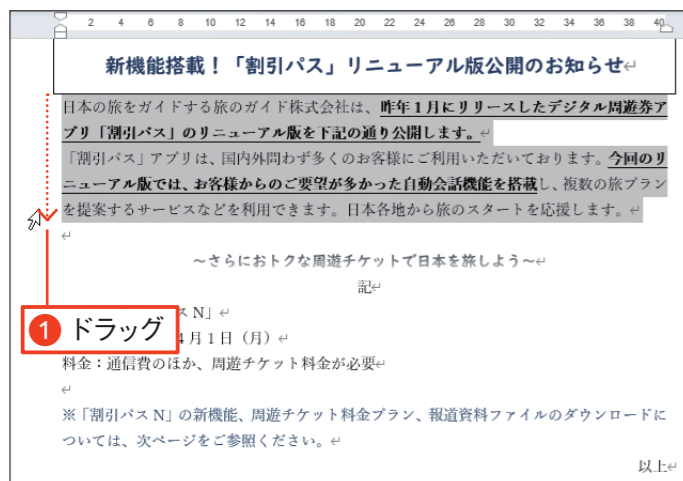 2 4 6 8 10 12 14 16 18 20 22 24 26 28 30 32 34 36 38 40
新機能搭載！「割引パス」リニューアル版公開のお知らせ↵
日本の旅をガイドする旅のガイド株式会社は、昨年1月にリリースしたデジタル周遊券ア
プリ「割引パス」のリニューアル版を下記の通り公開します。↵
「割引パス」アプリは、国内外問わず多くのお客様にご利用いただいております。今回のリ
ニューアル版では、お客様からのご要望が多かった自動会話機能を搭載し、複数の旅プラン
を提案するサービスなどを利用できます。日本各地から旅のスタートを応援します。↵
↵
～さらにおトクな周遊チケットで日本を旅しよう～↵
記↵
ス N」↵
1 ドラッグ
月 1 日（月）↵
料金：通信費のほか、周遊チケット料金が必要↵
↵
※「割引パス N」の新機能、周遊チケット料金プラン、報道資料ファイルのダウンロードに
ついては、次ページをご参照ください。↵
以上↵